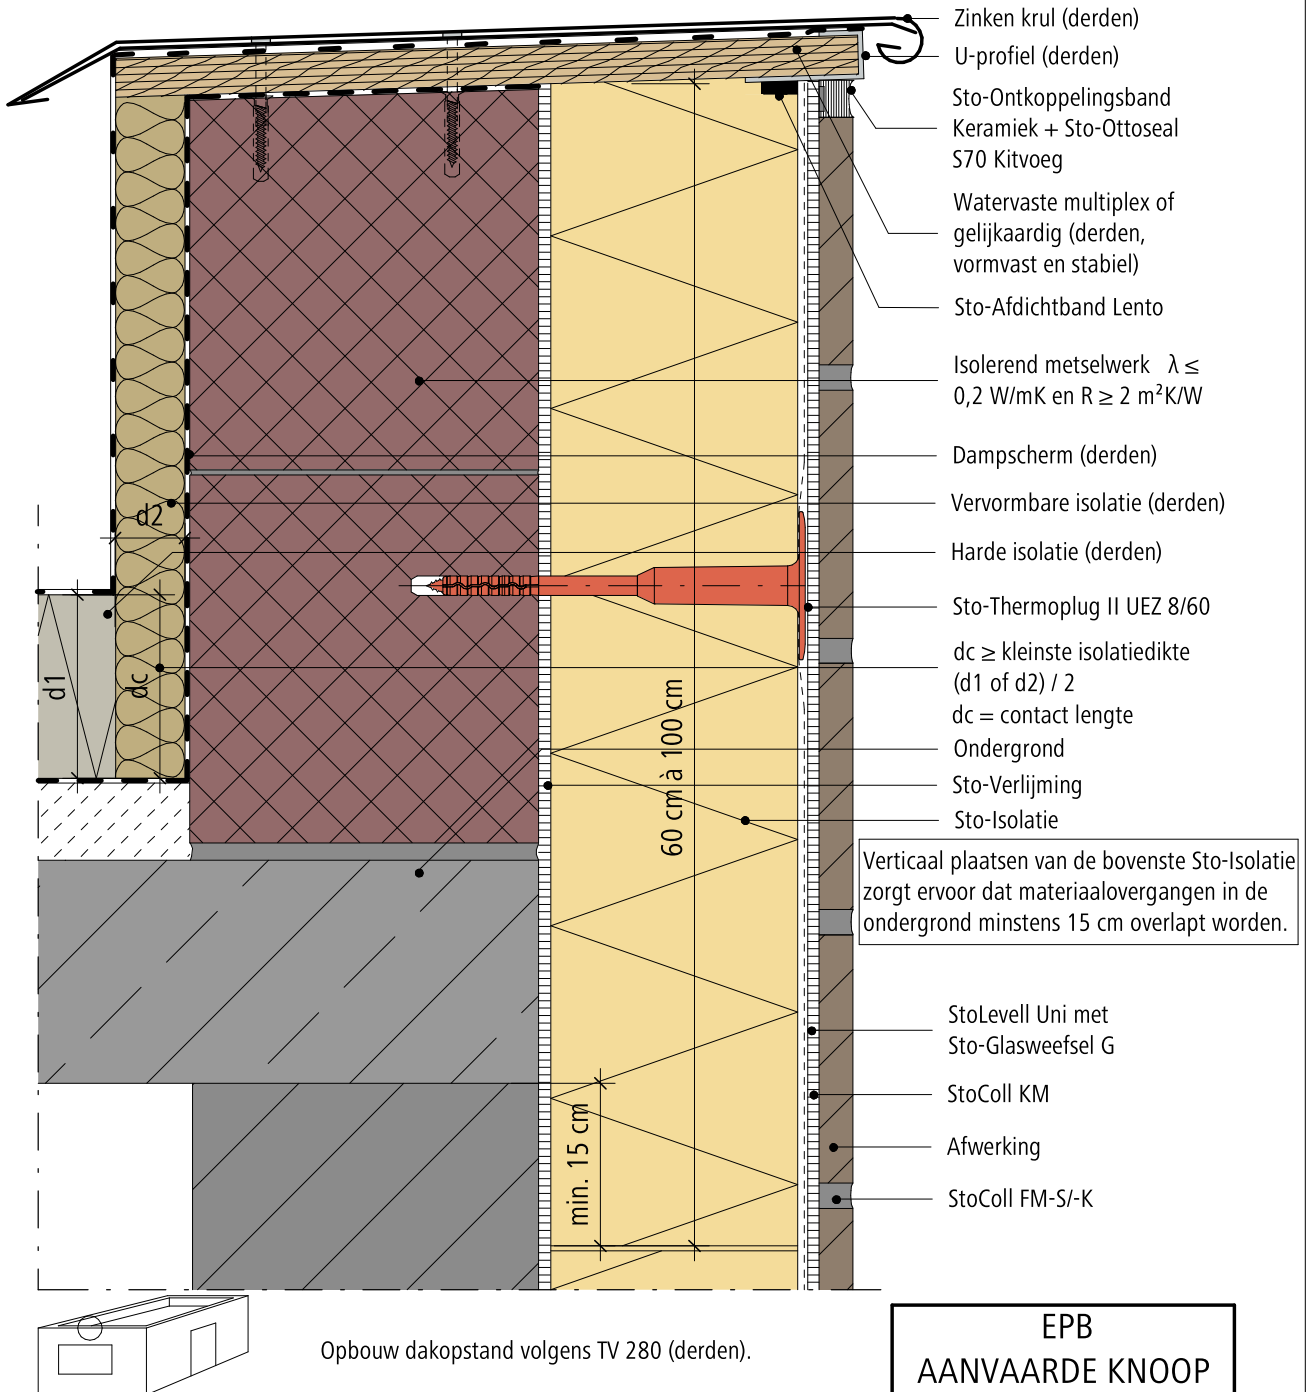 Zinken krul (derden)
U-profiel (derden)
Sto-Ontkoppelingsband
Keramiek + Sto-Ottoseal
S70 Kitvoeg
Watervaste multiplex of
gelijkaardig (derden,
vormvast en stabiel)
Sto-Afdichtband Lento
Isolerend metselwerk λ ≤
0,2 W/mK en R ≥ 2 m²K/W
Dampscherm (derden)
Vervormbare isolatie (derden)
d2
Harde isolatie (derden)
Sto-Thermoplug II UEZ 8/60
dc ≥ kleinste isolatiedikte
(d1 of d2) / 2
dc = contact lengte
d1
dc
60 cm à 100 cm
Ondergrond
Sto-Verlijming
Sto-Isolatie
Verticaal plaatsen van de bovenste Sto-Isolatie
zorgt ervoor dat materiaalovergangen in de
ondergrond minstens 15 cm overlapt worden.
StoLevell Uni met
Sto-Glasweefsel G
StoColl KM
min. 15 cm
Afwerking
StoColl FM-S/-K
Opbouw dakopstand volgens TV 280 (derden).
EPB
AANVAARDE KNOOP